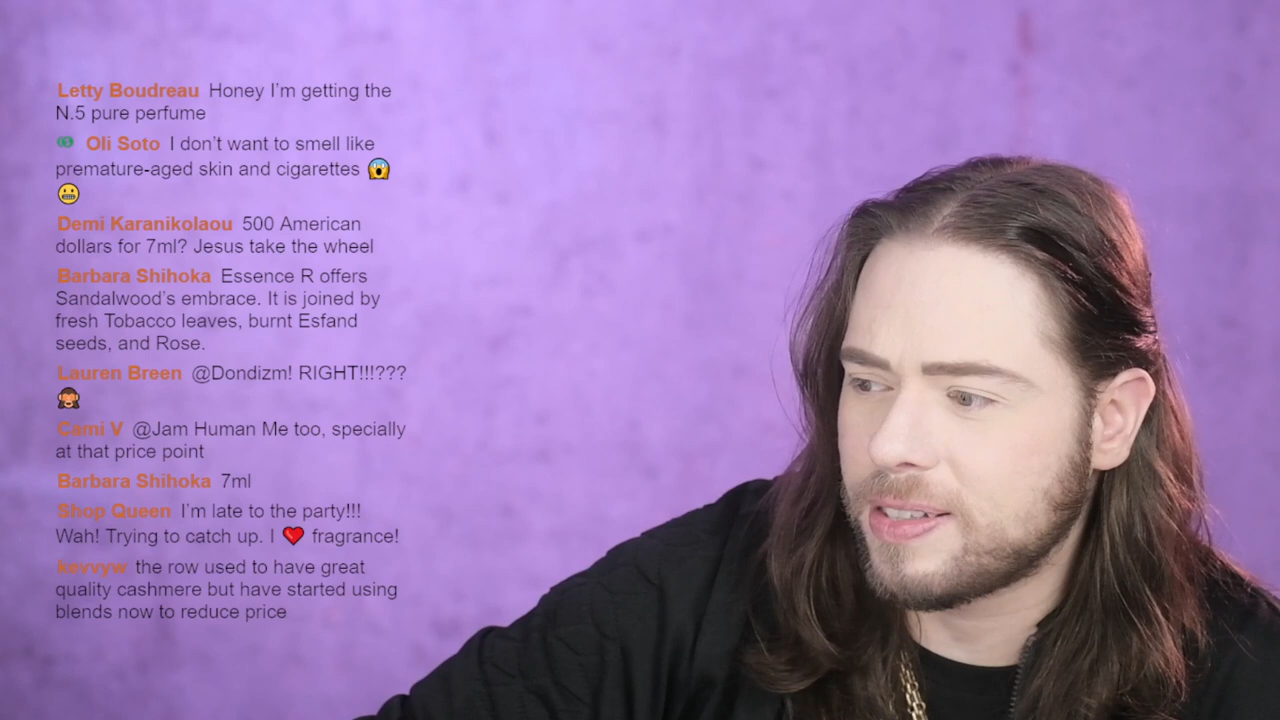 Letty Boudreau Honey I'm getting the
N.5 pure perfume
Oli Soto I don't want to smell like
premature-aged skin and cigarettes 😱
😬
Demi Karanikolaou 500 American
dollars for 7ml? Jesus take the wheel
Barbara Shihoka Essence R offers
Sandalwood's embrace. It is joined by
fresh Tobacco leaves, burnt Esfand
seeds, and Rose.
Lauren Breen @Dondizm! RIGHT!!!???
🙈
Cami V @Jam Human Me too, specially
at that price point
Barbara Shihoka 7ml
Shop Queen I'm late to the party!!!
Wah! Trying to catch up. I ❤️ fragrance!
kevvyw the row used to have great
quality cashmere but have started using
blends now to reduce price